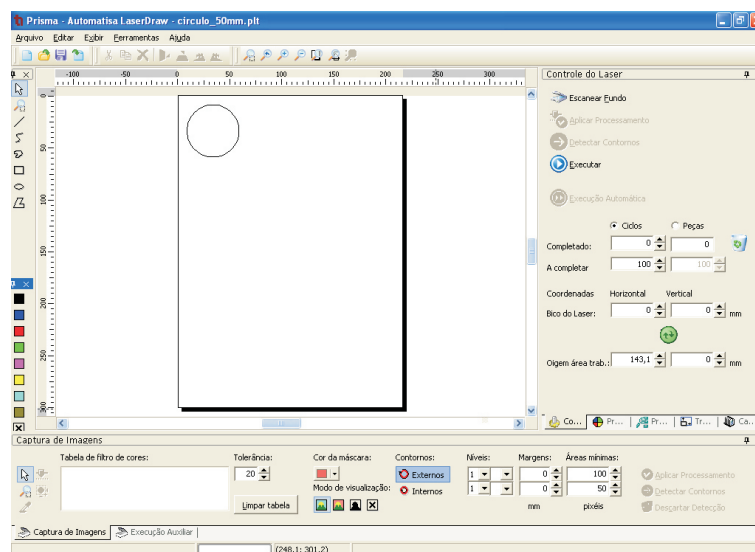 Prisma - Automatisa LaserDraw - circulo_50mm.plt
Arquivo Editar Exibir Ferramentas Ajuda
-100 -50 0 50 100 150 200 250 300
0
50
100
150
200
250
300
Controle do Laser
Escanear Fundo
Aplicar Processamento
Detectar Contornos
Executar
Execução Automática
Ciclos Peças
Completado: 0 0
A completar 100 100
Coordenadas Horizontal Vertical
Bico do Laser: 0 0 mm
Oigem área trab.: 143,1 0 mm
Co... Pr... Pr... Tr... Ca..
Captura de Imagens
Tabela de filtro de cores: Tolerância: Cor da máscara: Contornos: Níveis: Margens: Áreas mínimas:
20 Externos 1 0 100 Aplicar Processamento
Modo de visualização: Internos 1 0 50 Detectar Contornos
Limpar tabela mm pixéis Descartar Detecção
Captura de Imagens Execução Auxiliar
(248,1; 301,2)